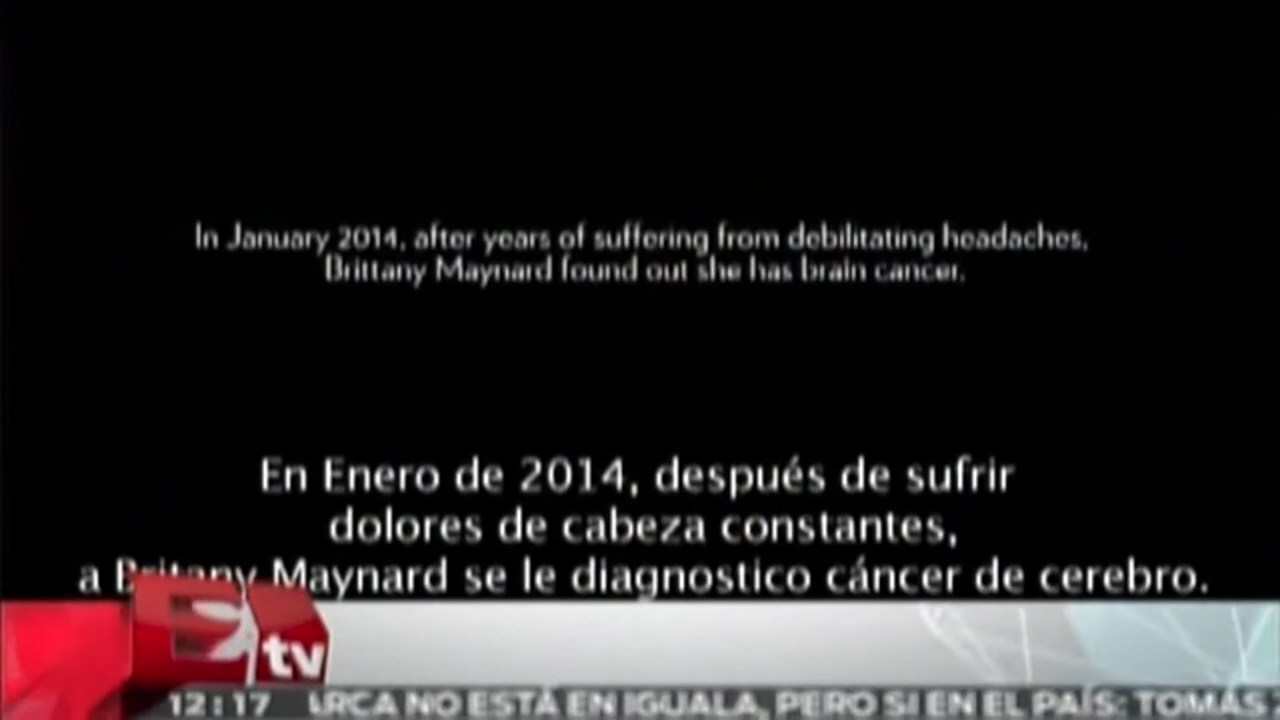 In January 2014, after years of suffering from debilitating headaches,
Brittany Maynard found out she has brain cancer.
En Enero de 2014, después de sufrir
dolores de cabeza constantes,
a Britany Maynard se le diagnostico cáncer de cerebro.
tv
12:17 ARCA NO ESTÁ EN IGUALA, PERO SI EN EL PAÍS: TOMÁS